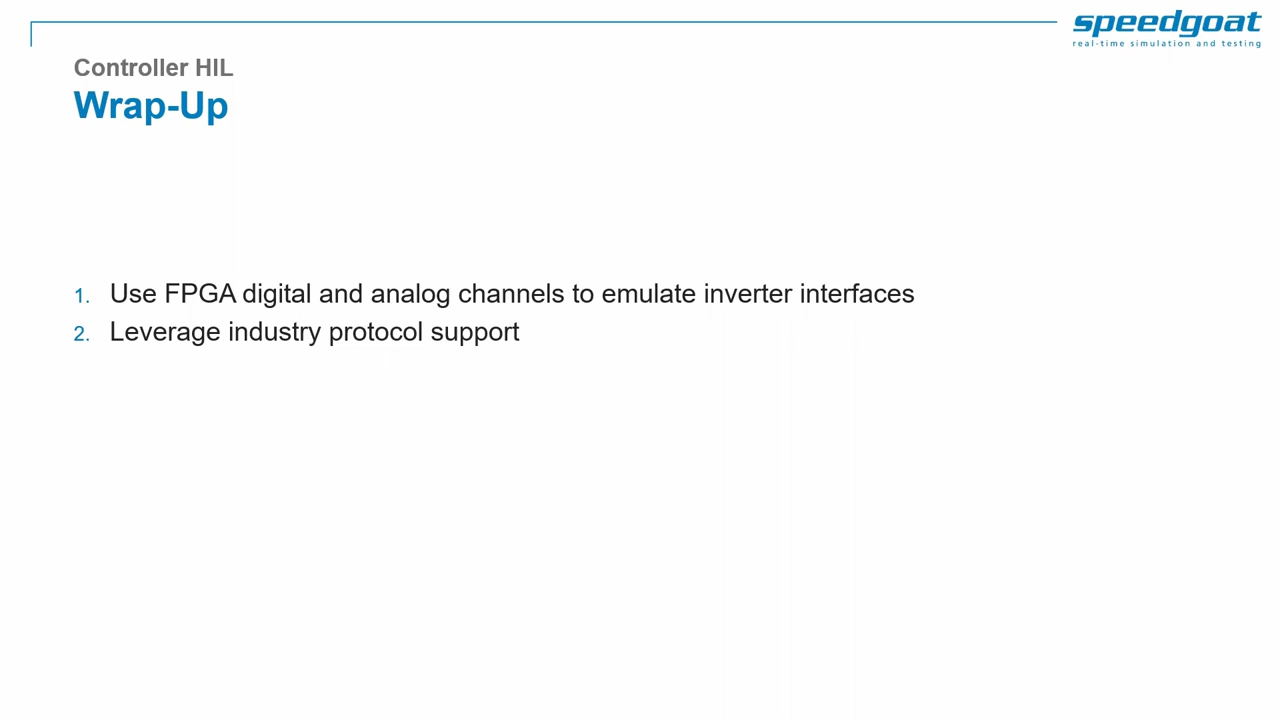 speedgoat
real-time simulation and testing
Controller HIL
Wrap-Up
1. Use FPGA digital and analog channels to emulate inverter interfaces
2. Leverage industry protocol support